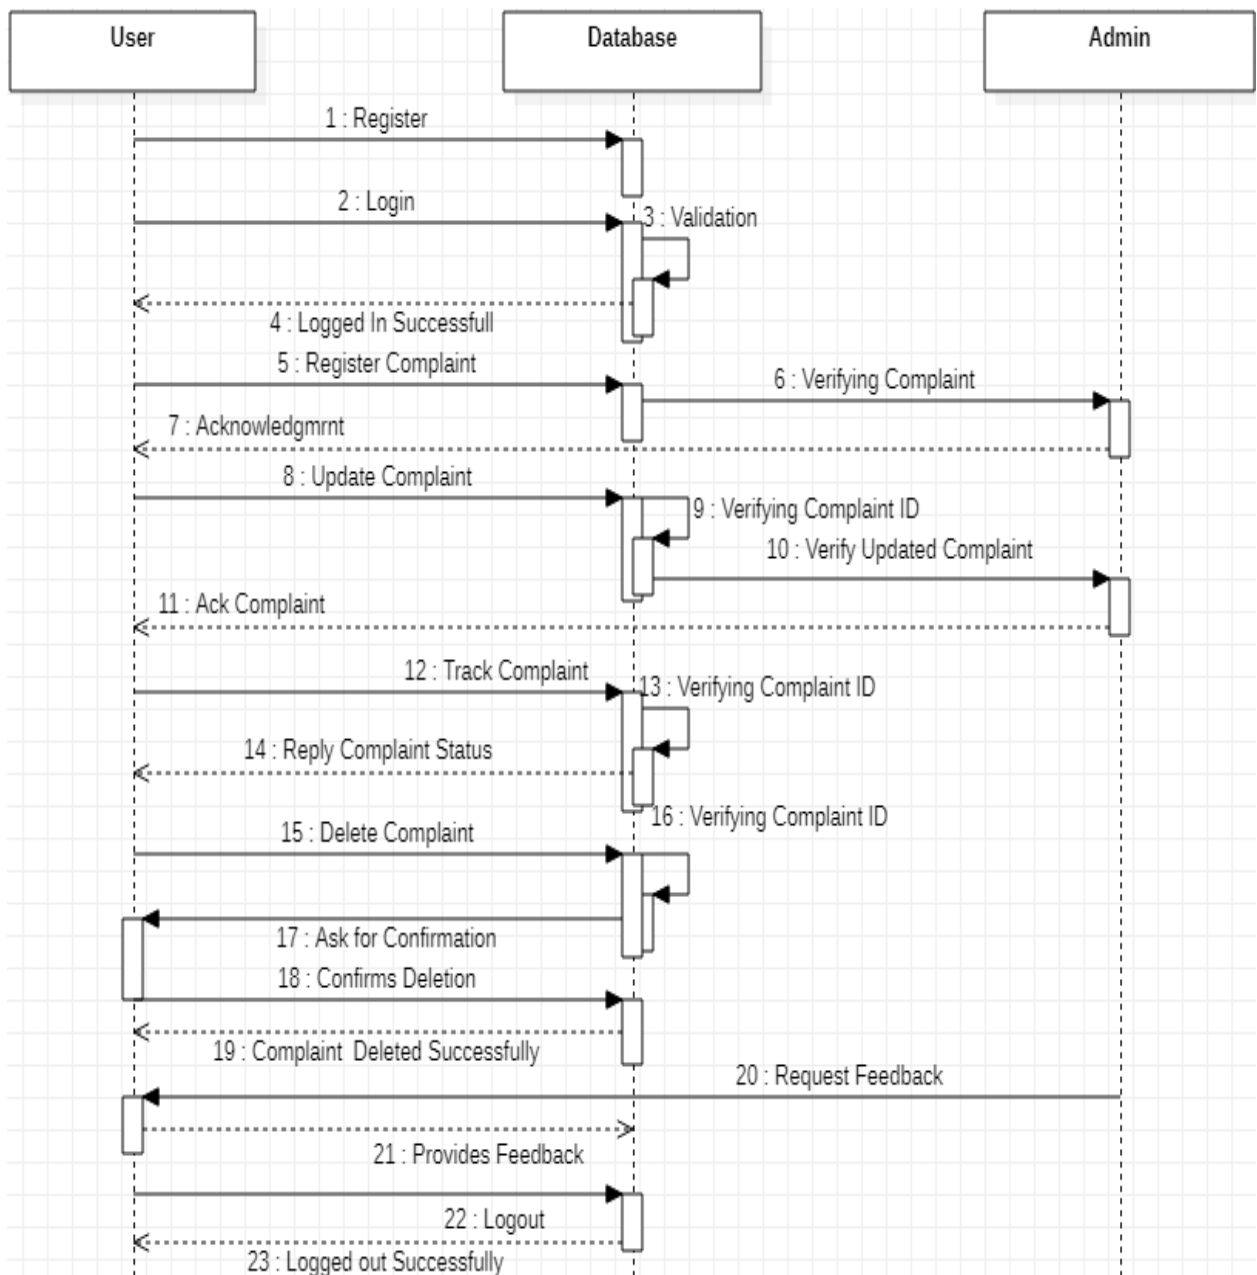 User
Database
Admin
1 : Register
2 : Login
3 : Validation
4 : Logged In Successfull
5 : Register Complaint
6 : Verifying Complaint
7 : Acknowledgmrnt
8 : Update Complaint
9 : Verifying Complaint ID
10 : Verify Updated Complaint
11 : Ack Complaint
12 : Track Complaint
13 : Verifying Complaint ID
14 : Reply Complaint Status
16 : Verifying Complaint ID
15 : Delete Complaint
17 : Ask for Confirmation
18 : Confirms Deletion
19 : Complaint  Deleted Successfully
20 : Request Feedback
21 : Provides Feedback
22 : Logout
23 : Logged out Successfully